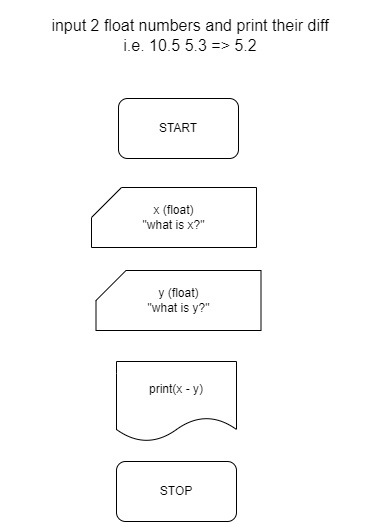 input 2 float numbers and print their diff
i.e. 10.5 5.3 => 5.2
START
x (float)
"what is x?"
y (float)
"what is y?"
print(x - y)
STOP